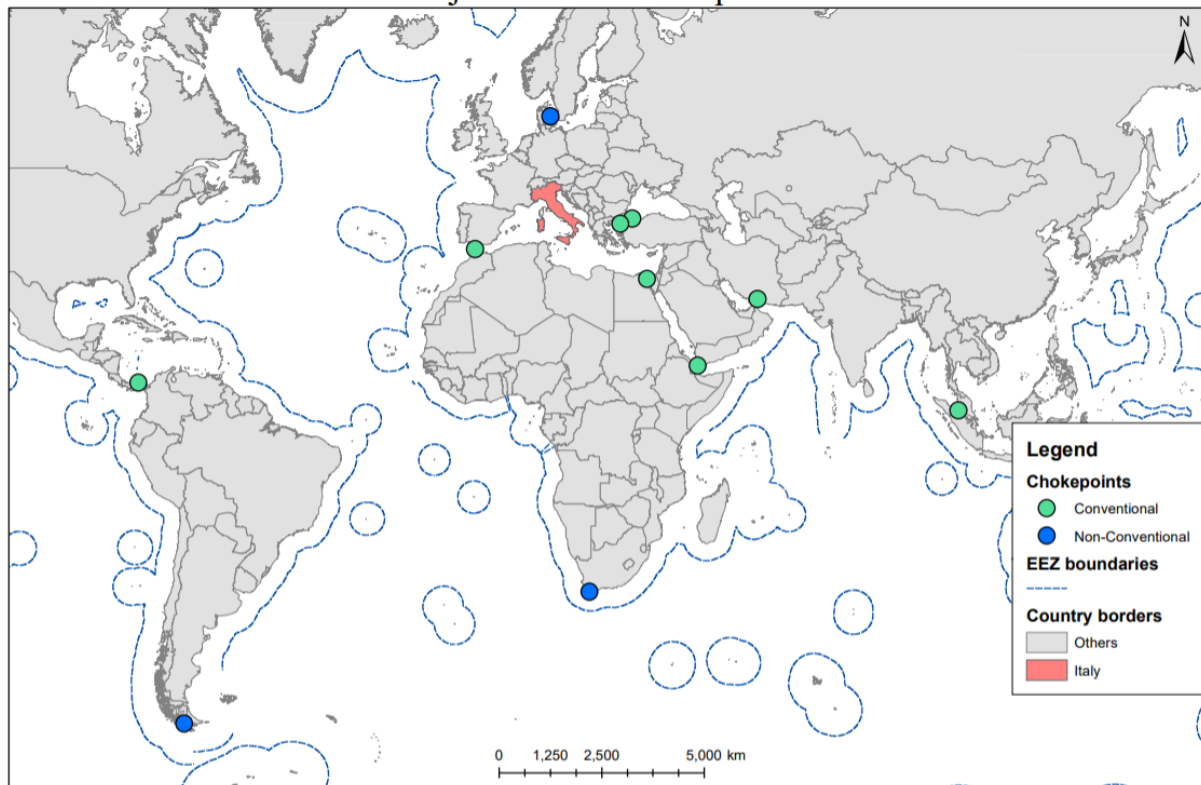 N
Legend
Chokepoints
Conventional
Non-Conventional
EEZ boundaries
Country borders
Others
Italy
0 1,250 2,500 5,000 km